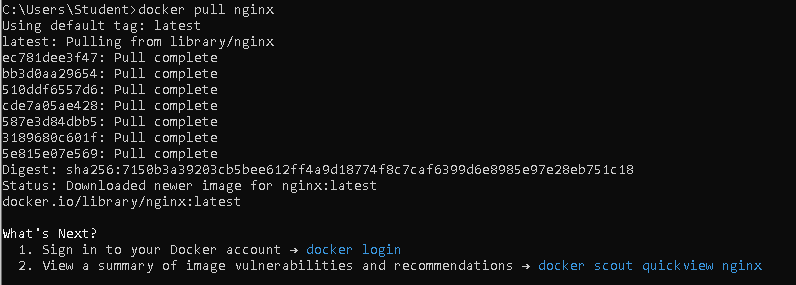 C:\Users\Student>docker pull nginx
Using default tag: latest
latest: Pulling from library/nginx
ec781dee3f47: Pull complete
bb3d0aa29654: Pull complete
510ddf6557d6: Pull complete
cde7a05ae428: Pull complete
587e3d84dbb5: Pull complete
3189680c601f: Pull complete
5e815e07e569: Pull complete
Digest: sha256:7150b3a39203cb5bee612ff4a9d18774f8c7caf6399d6e8985e97e28eb751c18
Status: Downloaded newer image for nginx:latest
docker.io/library/nginx:latest
What's Next?
1. Sign in to your Docker account → docker login
2. View a summary of image vulnerabilities and recommendations → docker scout quickview nginx